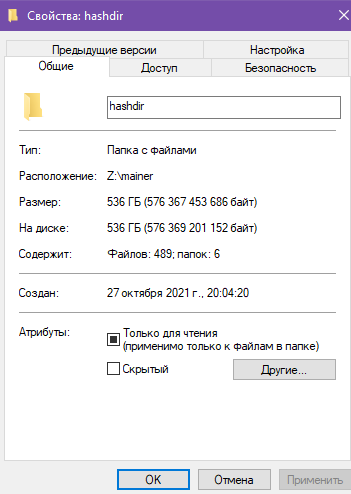 Свойства: hashdir
Предыдущие версии
Настройка
Общие
Доступ
Безопасность
hashdir
Тип: Папка с файлами
Расположение: Z:\mainer
Размер: 536 ГБ (576 367 453 686 байт)
На диске: 536 ГБ (576 369 201 152 байт)
Содержит: Файлов: 489; папок: 6
Создан: 27 октября 2021 г., 20:04:20
Атрибуты: Только для чтения
(применимо только к файлам в папке)
Скрытый
Другие...
OK
Отмена
Применить